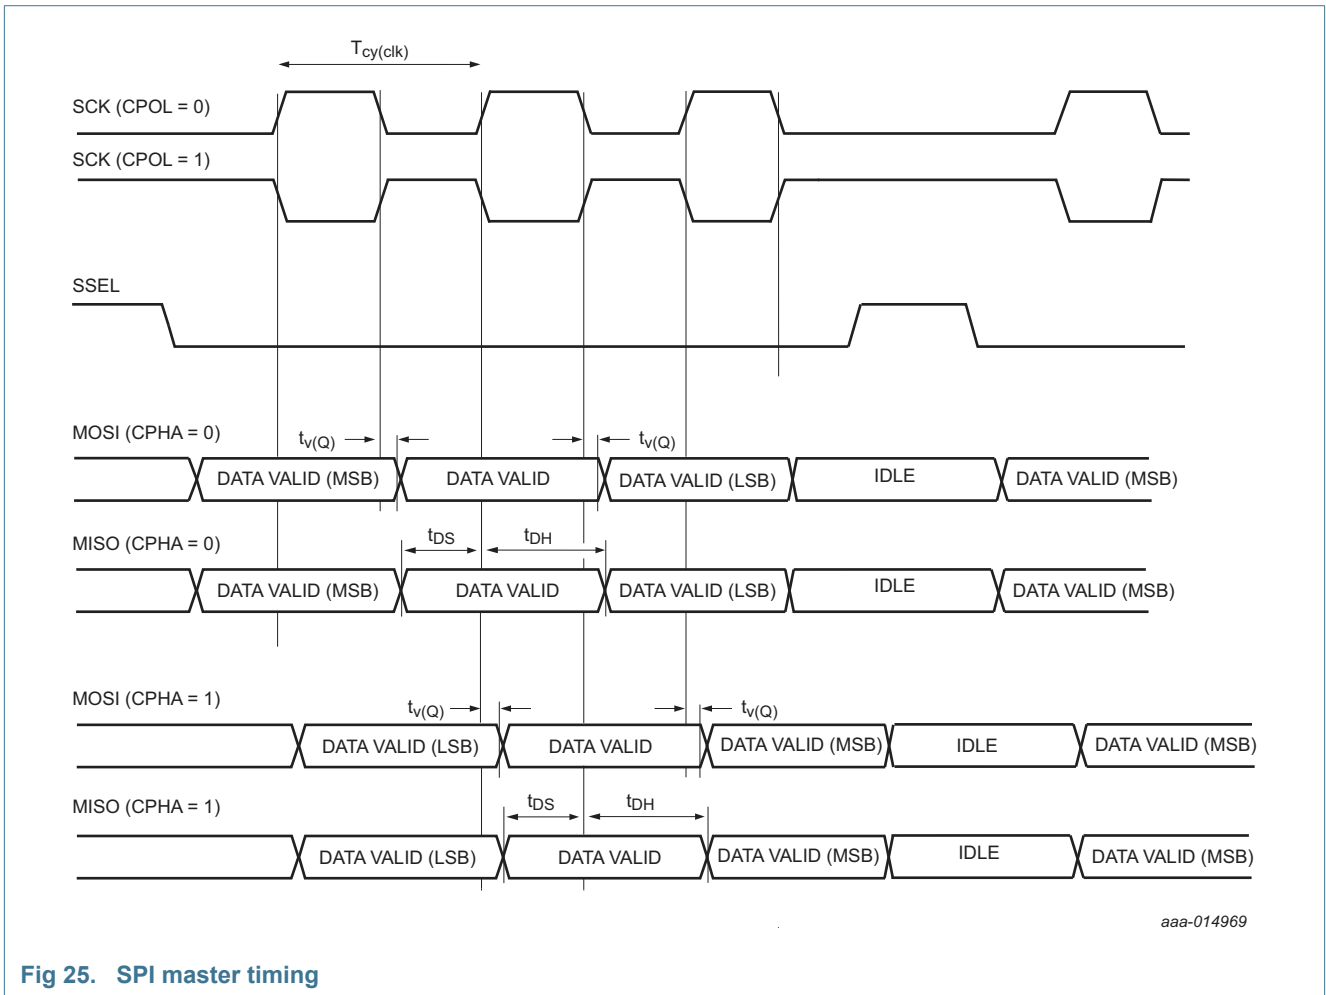 Tcy(clk)
SCK (CPOL = 0)
SCK (CPOL = 1)
SSEL
MOSI (CPHA = 0)
tv(Q) tv(Q)
DATA VALID (MSB) DATA VALID DATA VALID (LSB) IDLE DATA VALID (MSB)
MISO (CPHA = 0)
tDS tDH
DATA VALID (MSB) DATA VALID DATA VALID (LSB) IDLE DATA VALID (MSB)
MOSI (CPHA = 1)
tv(Q) tv(Q)
DATA VALID (LSB) DATA VALID DATA VALID (MSB) IDLE DATA VALID (MSB)
MISO (CPHA = 1)
tDS tDH
DATA VALID (LSB) DATA VALID DATA VALID (MSB) IDLE DATA VALID (MSB)
aaa-014969
Fig 25. SPI master timing